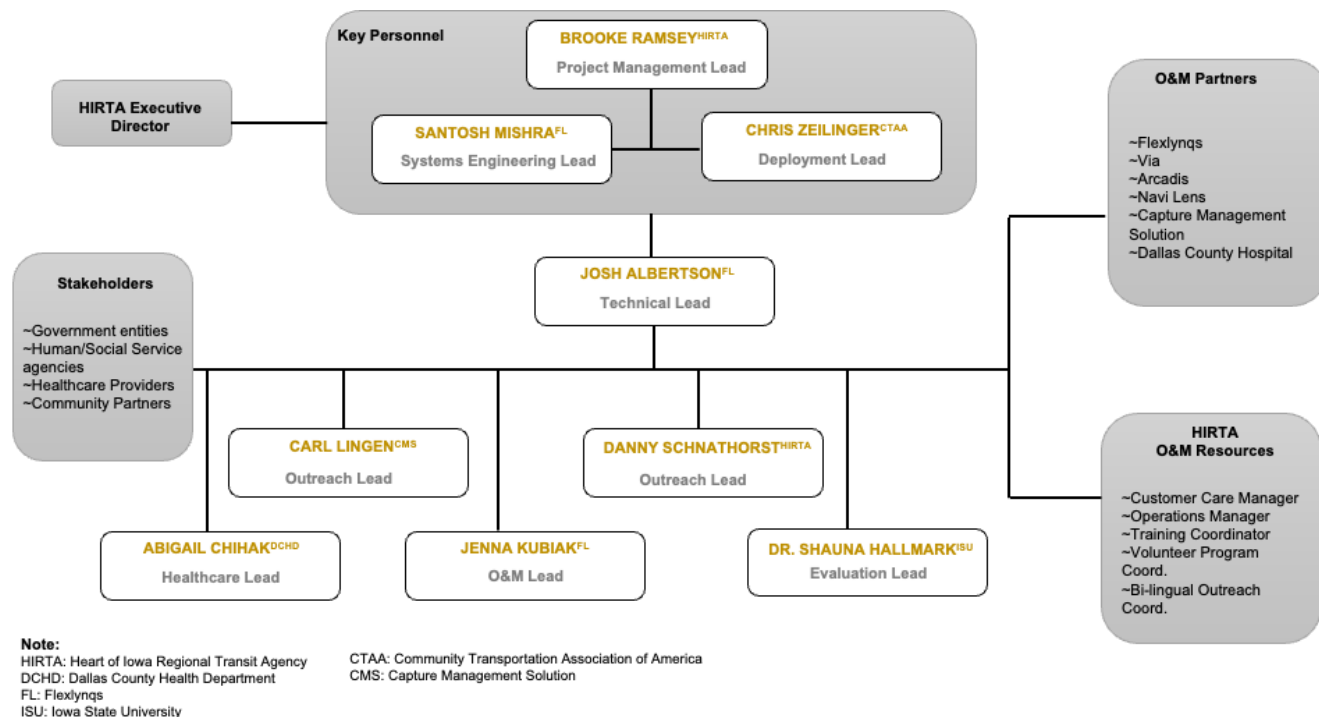 Key Personnel
BROOKE RAMSEYHIRTA
Project Management Lead
HIRTA Executive
Director
SANTOSH MISHRAFL
Systems Engineering Lead
CHRIS ZEILINGERCTAA
Deployment Lead
O&M Partners
~Flexlynqs
~Via
~Arcadis
~Navi Lens
~Capture Management
Solution
~Dallas County Hospital
JOSH ALBERTSONFL
Technical Lead
Stakeholders
~Government entities
~Human/Social Service
agencies
~Healthcare Providers
~Community Partners
CARL LINGENCMS
Outreach Lead
DANNY SCHNATHORSTHIRTA
Outreach Lead
HIRTA
O&M Resources
~Customer Care Manager
~Operations Manager
~Training Coordinator
~Volunteer Program
Coord.
~Bi-lingual Outreach
Coord.
ABIGAIL CHIHAKDCHD
Healthcare Lead
JENNA KUBIAKFL
O&M Lead
DR. SHAUNA HALLMARKISU
Evaluation Lead
Note:
HIRTA: Heart of Iowa Regional Transit Agency
DCHD: Dallas County Health Department
FL: Flexlynqs
ISU: Iowa State University
CTAA: Community Transportation Association of America
CMS: Capture Management Solution